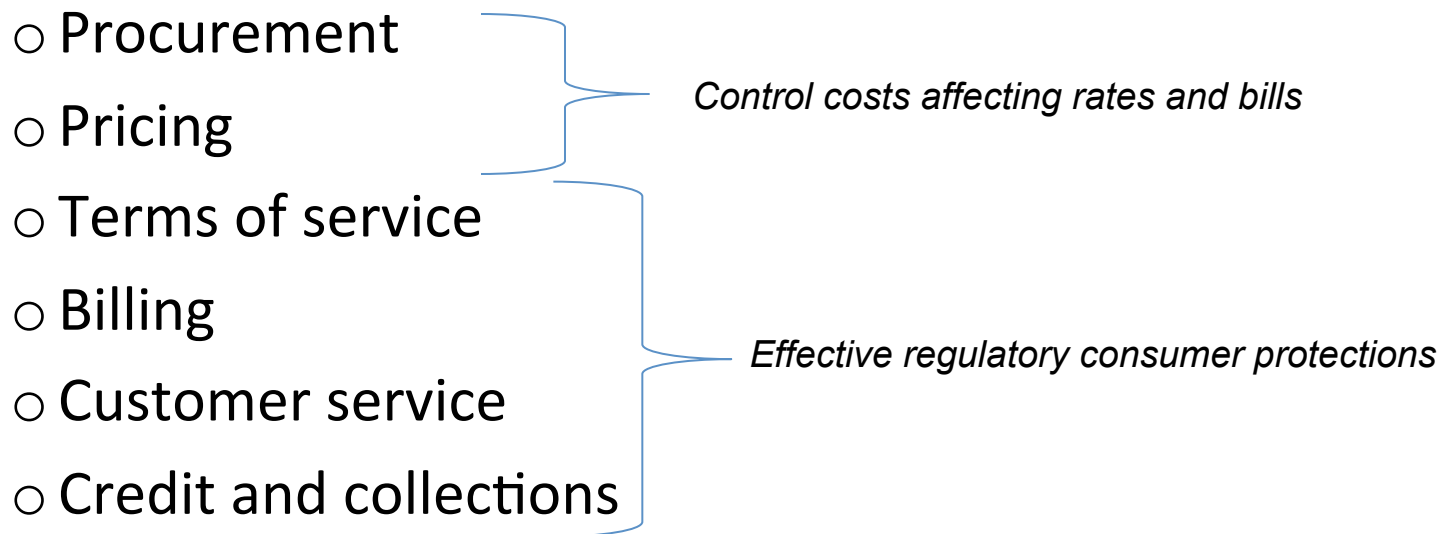 ○ Procurement
Control costs affecting rates and bills
○ Pricing
○ Terms of service
○ Billing
Effective regulatory consumer protections
○ Customer service
○ Credit and collections